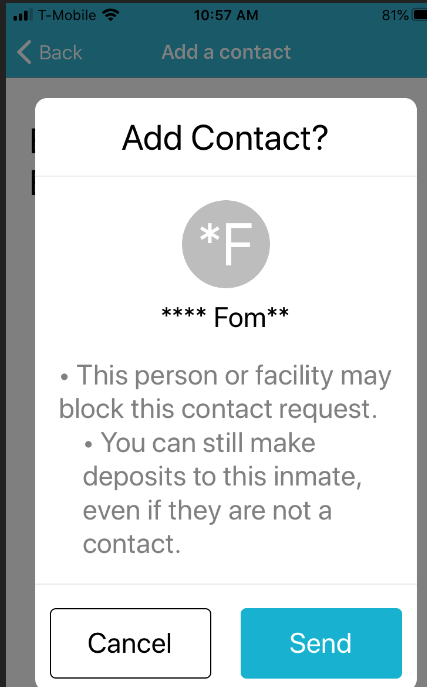 T-Mobile 10:57 AM 81%
Back Add a contact
Add Contact?
*F
**** Fom**
• This person or facility may
block this contact request.
• You can still make
deposits to this inmate,
even if they are not a
contact.
Cancel Send